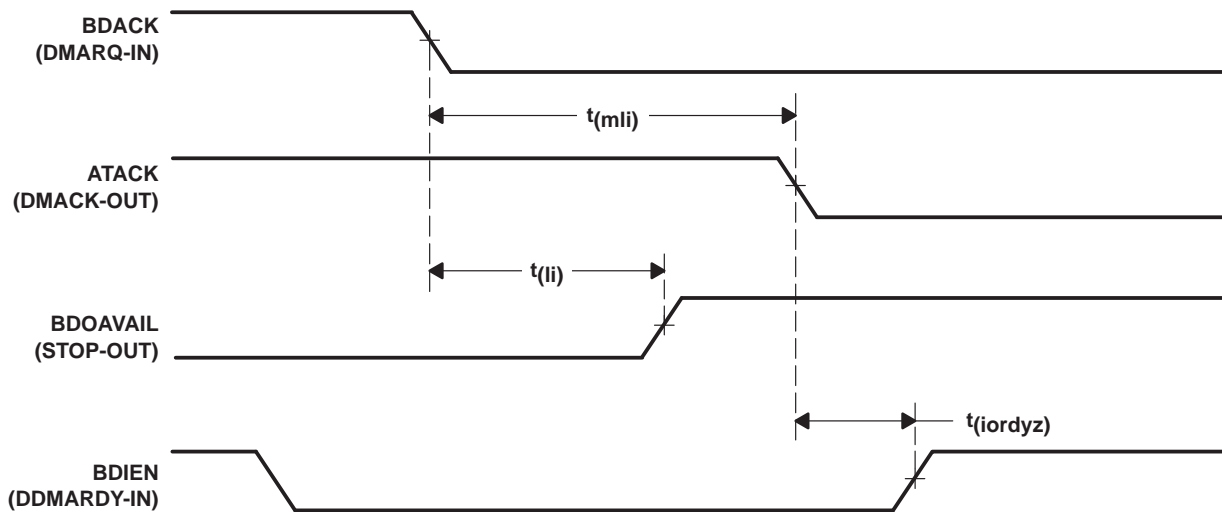 BDACK
(DMARQ-IN)
t(mli)
ATACK
(DMACK-OUT)
t(li)
BDOAVAIL
(STOP-OUT)
t(iordyz)
BDIEN
(DDMARDY-IN)